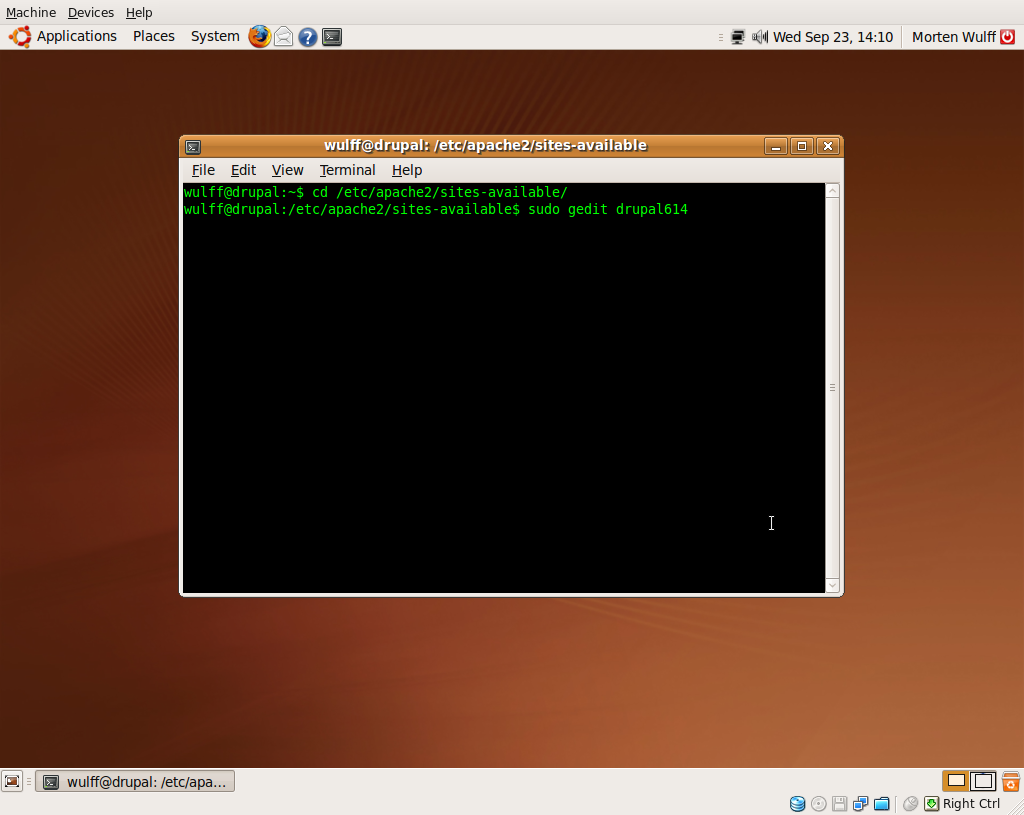 Machine Devices Help
Applications Places System Wed Sep 23, 14:10 Morten Wulff
wulff@drupal: /etc/apache2/sites-available
File Edit View Terminal Help
wulff@drupal:~$ cd /etc/apache2/sites-available/
wulff@drupal:/etc/apache2/sites-available$ sudo gedit drupal614
wulff@drupal: /etc/apa...
Right Ctrl